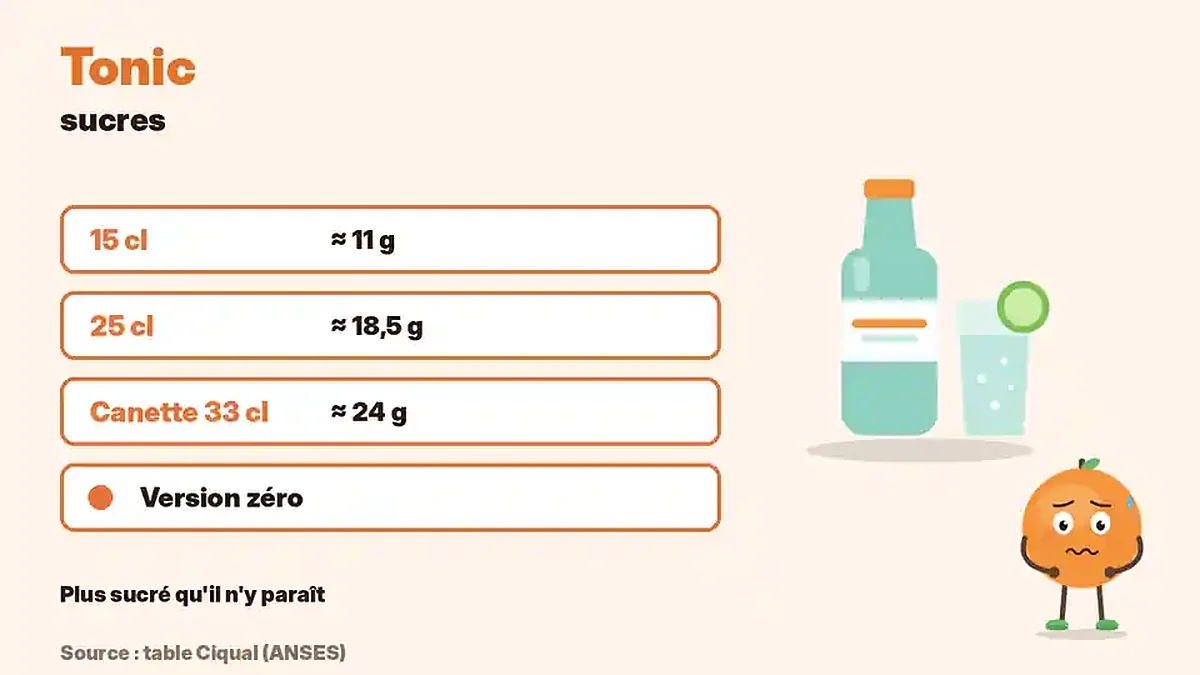 Tonic
sucres
15 cl ≈ 11 g
25 cl ≈ 18,5 g
Canette 33 cl ≈ 24 g
Version zéro
Plus sucré qu'il n'y paraît
Source : table Ciqual (ANSES)